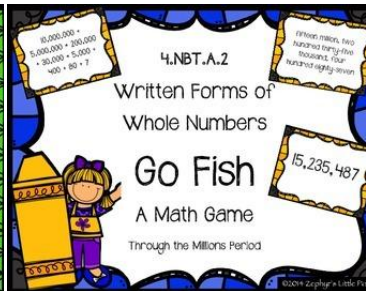 10,000,000 +
5,000,000 + 200,000
+ 30,000 + 5,000 +
400 + 80 + 7
fifteen million, two
hundred thirty-five
thousand, four
hundred eighty-seven
4.NBT.A.2
Written Forms of
Whole Numbers
15,235,487
Go Fish
A Math Game
Through the Millions Period
©2014 Zephyr's Little